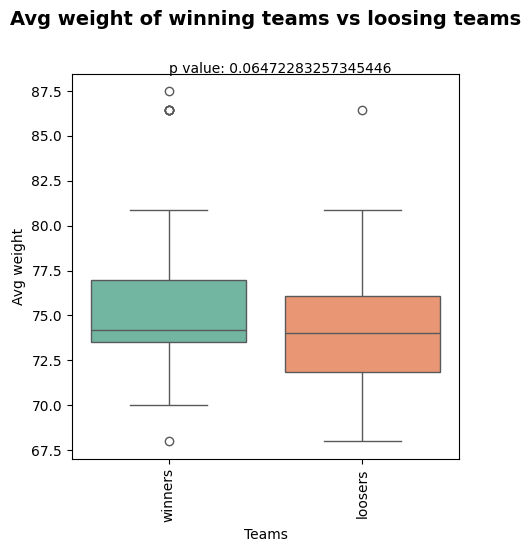 Avg weight of winning teams vs loosing teams
p value: 0.06472283257345446
87.5
85.0
82.5
80.0
77.5
75.0
72.5
70.0
67.5
Avg weight
winners
loosers
Teams